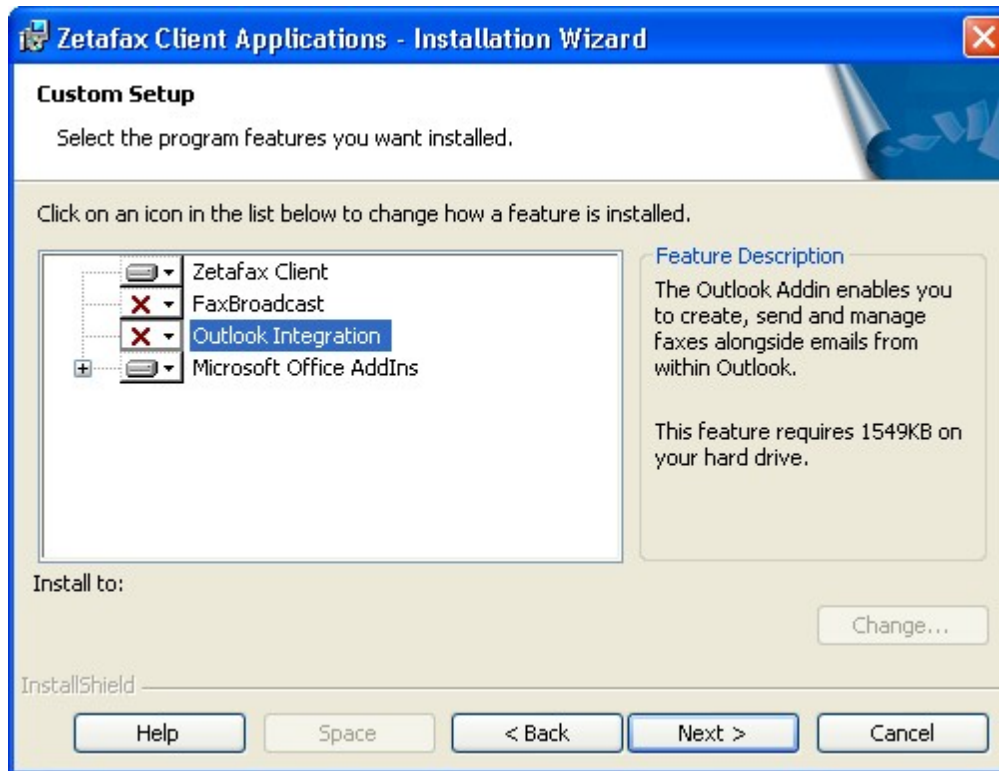 Zetafax Client Applications - Installation Wizard
Custom Setup
Select the program features you want installed.
Click on an icon in the list below to change how a feature is installed.
Zetafax Client
FaxBroadcast
Outlook Integration
Microsoft Office AddIns
Feature Description
The Outlook Addin enables you
to create, send and manage
faxes alongside emails from
within Outlook.
This feature requires 1549KB on
your hard drive.
Install to:
Change...
InstallShield
Help
Space
< Back
Next >
Cancel